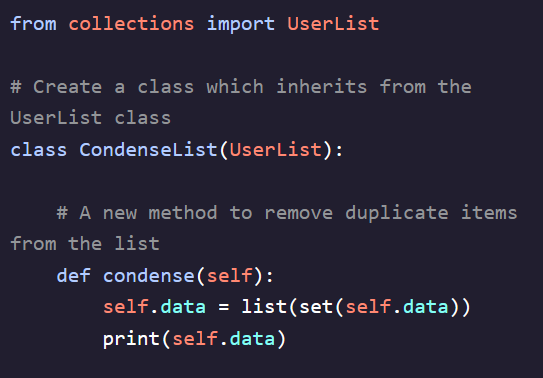 from collections import UserList
# Create a class which inherits from the
UserList class
class CondenseList(UserList):
# A new method to remove duplicate items
from the list
def condense(self):
self.data = list(set(self.data))
print(self.data)